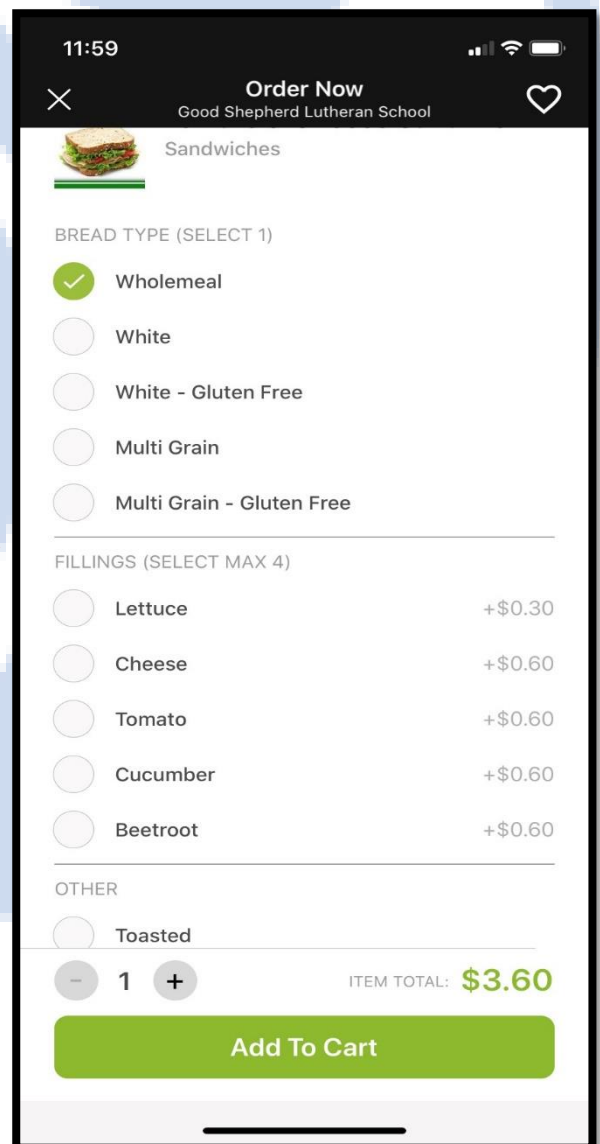 11:59
Order Now
Good Shepherd Lutheran School
Sandwiches
BREAD TYPE (SELECT 1)
Wholemeal
White
White - Gluten Free
Multi Grain
Multi Grain - Gluten Free
FILLINGS (SELECT MAX 4)
Lettuce +$0.30
Cheese +$0.60
Tomato +$0.60
Cucumber +$0.60
Beetroot +$0.60
OTHER
Toasted
- 1 + ITEM TOTAL: $3.60
Add To Cart